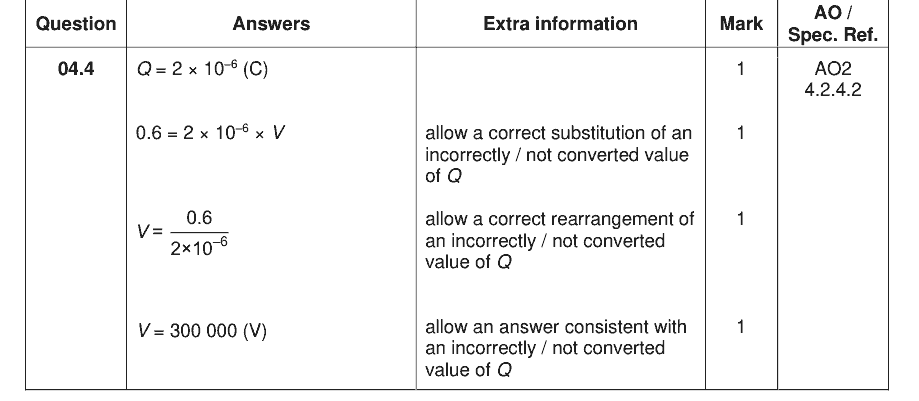 Question Answers Extra information Mark AO / Spec. Ref.
04.4 Q = 2 × 10⁻⁶ (C) 1 AO2
4.2.4.2
0.6 = 2 × 10⁻⁶ × V allow a correct substitution of an 1
incorrectly / not converted value
of Q
V = 0.6 / 2×10⁻⁶ allow a correct rearrangement of 1
an incorrectly / not converted
value of Q
V = 300 000 (V) allow an answer consistent with 1
an incorrectly / not converted
value of Q